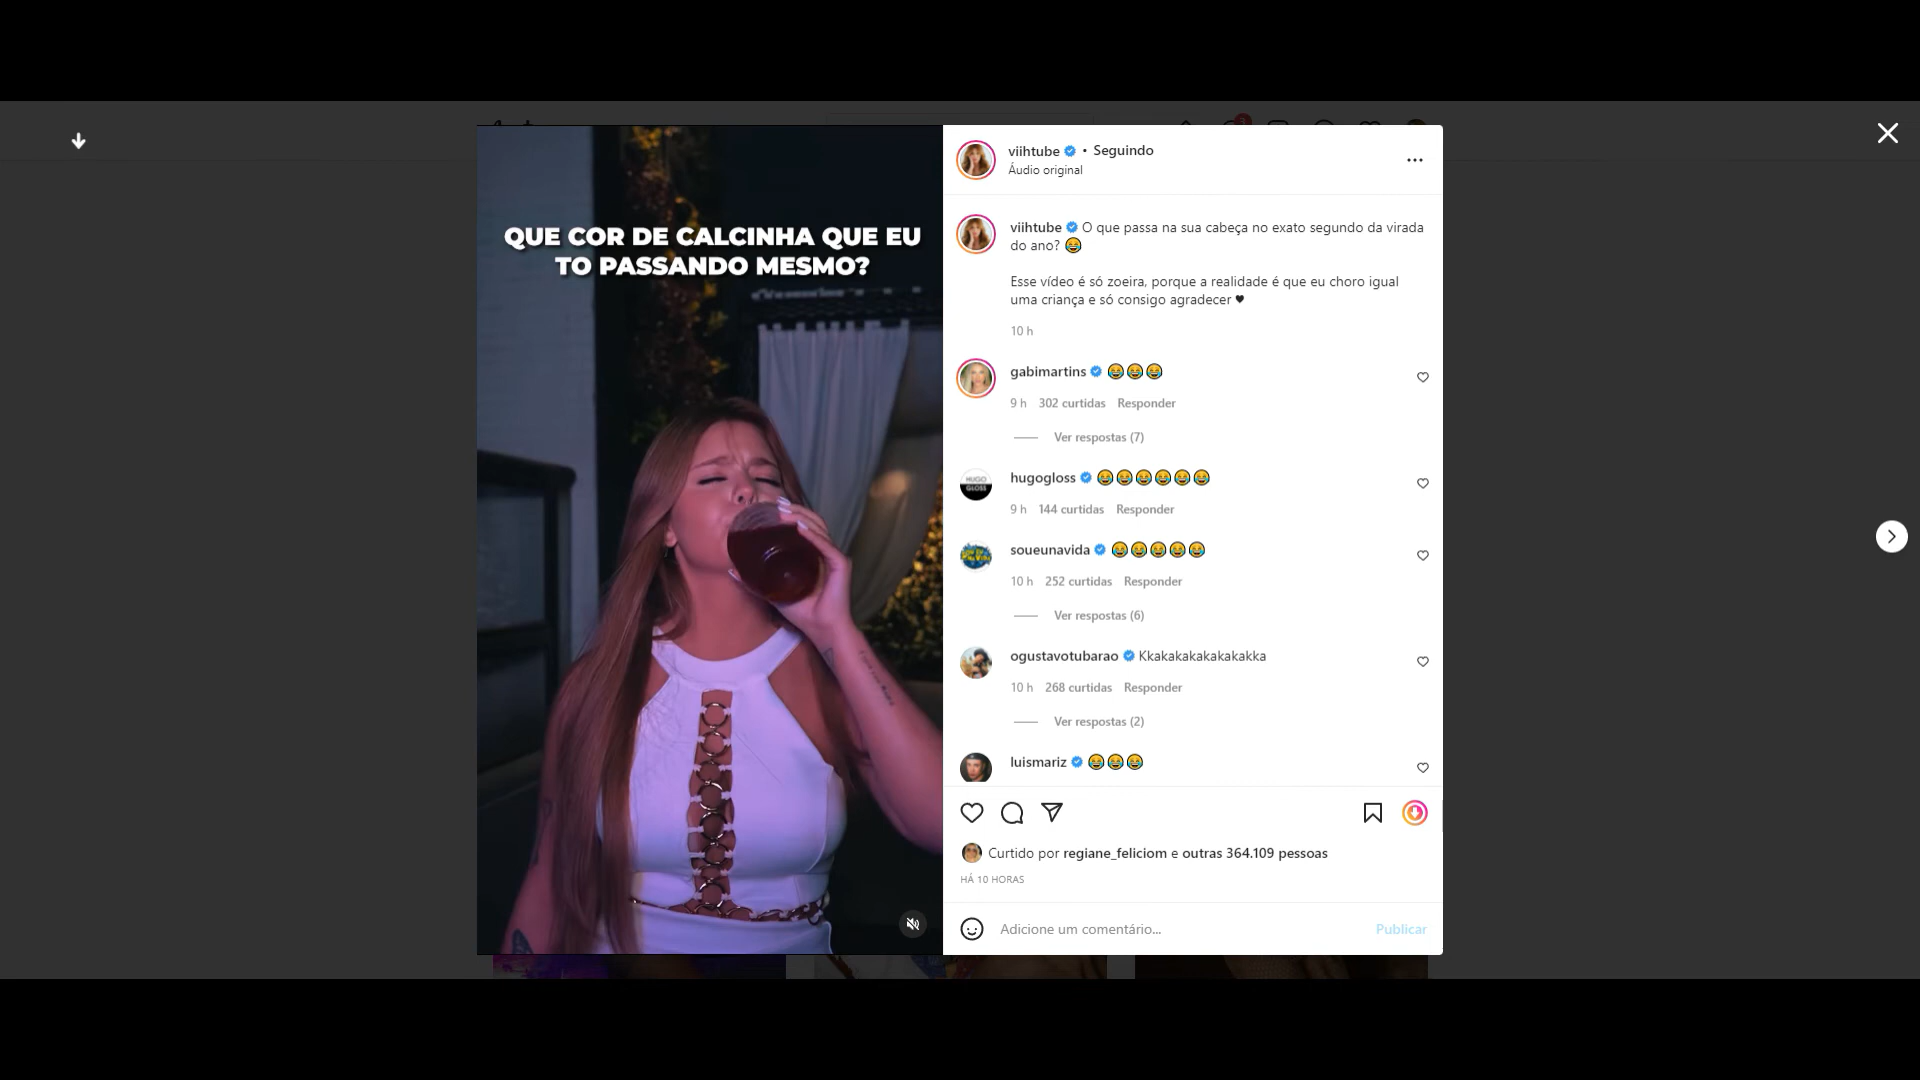 QUE COR DE CALCINHA QUE EU
TO PASSANDO MESMO?
viihtube • Seguindo
Áudio original
viihtube O que passa na sua cabeça no exato segundo da virada
do ano? 😂
Esse vídeo é só zoeira, porque a realidade é que eu choro igual
uma criança e só consigo agradecer ♥
10 h
gabimartins 😂😂😂
9 h 302 curtidas Responder
Ver respostas (7)
HUGO
GLOSS
hugogloss 😂😂😂😂😂😂
9 h 144 curtidas Responder
soueunavida 😂😂😂😂😂
10 h 252 curtidas Responder
Ver respostas (6)
ogustavotubarao Kkakakakakakakakka
10 h 268 curtidas Responder
Ver respostas (2)
luismariz 😂😂😂
Curtido por regiane_feliciom e outras 364.109 pessoas
HÁ 10 HORAS
Adicione um comentário... Publicar